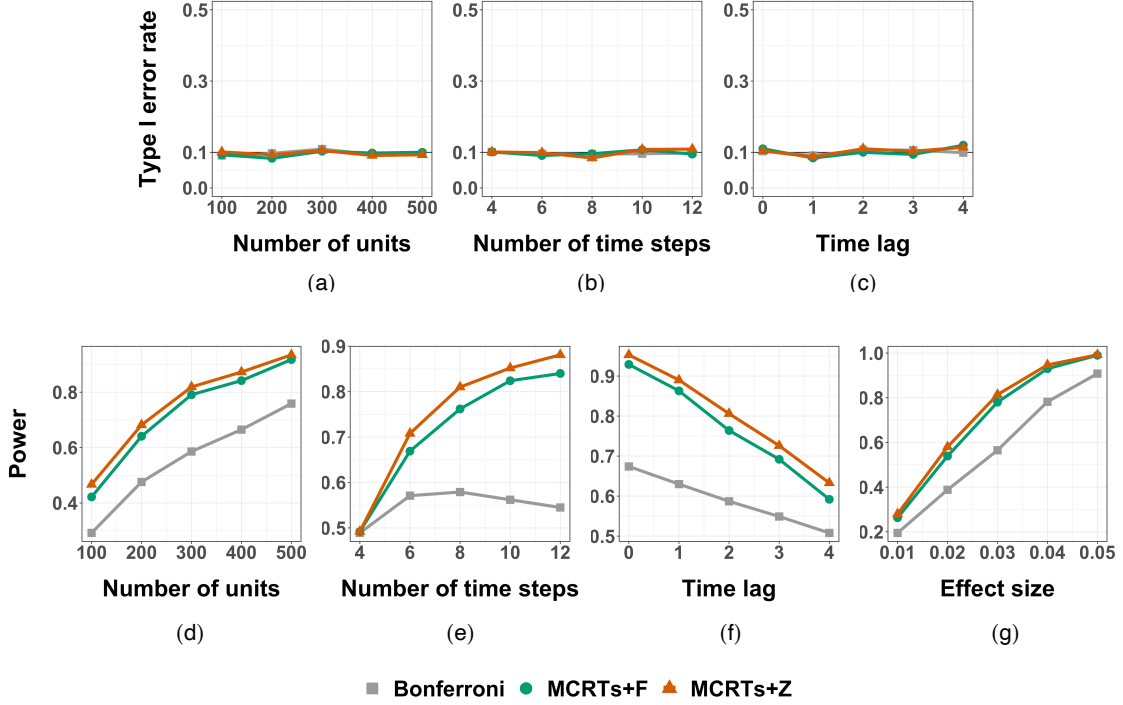 Type I error rate
0.5 0.3 0.1 0.0
100 200 300 400 500
Number of units
(a)
0.5 0.3 0.1 0.0
4 6 8 10 12
Number of time steps
(b)
0.5 0.3 0.1 0.0
0 1 2 3 4
Time lag
(c)
Power
0.8 0.6 0.4
100 200 300 400 500
Number of units
(d)
0.9 0.8 0.7 0.6 0.5
4 6 8 10 12
Number of time steps
(e)
0.9 0.8 0.7 0.6 0.5
0 1 2 3 4
Time lag
(f)
1.0 0.8 0.6 0.4 0.2
0.01 0.02 0.03 0.04 0.05
Effect size
(g)
Bonferroni MCRTs+F MCRTs+Z